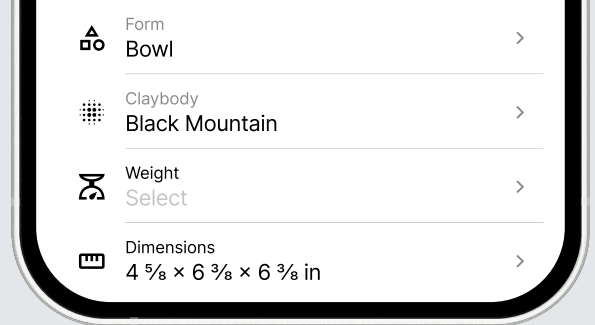 Form
Bowl
Claybody
Black Mountain
Weight
Select
Dimensions
4 ⅝ × 6 ⅜ × 6 ⅜ in